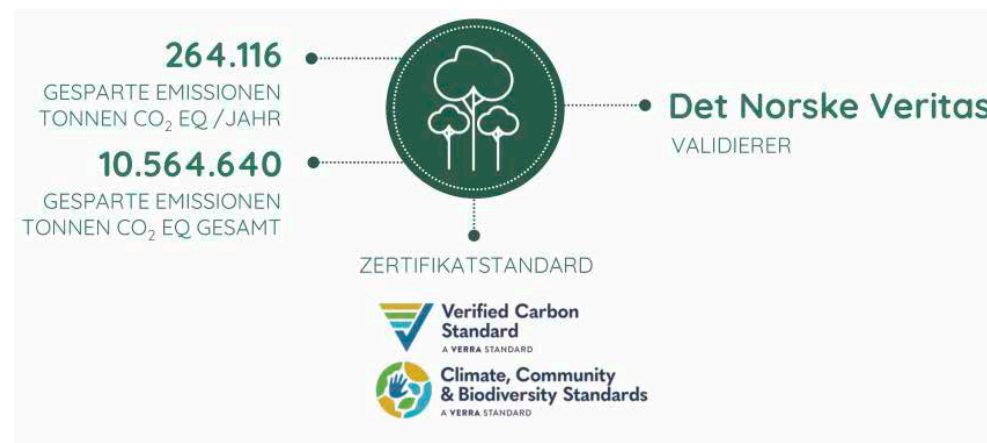 264.116
GESPARTE EMISSIONEN
TONNEN CO₂ EQ /JAHR
10.564.640
GESPARTE EMISSIONEN
TONNEN CO₂ EQ GESAMT
Det Norske Veritas
VALIDIERER
ZERTIFIKATSTANDARD
Verified Carbon
Standard
A VERRA STANDARD
Climate, Community
& Biodiversity Standards
A VERRA STANDARD